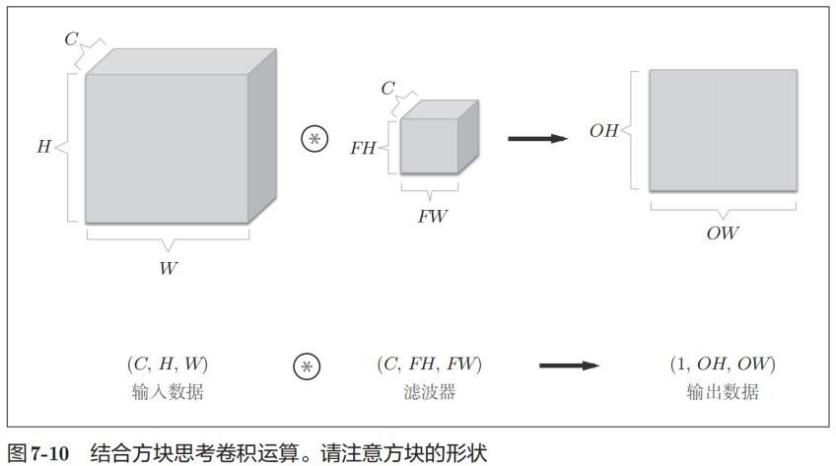 C
H
W
⊛
C
FH
FW
OH
OW
(C, H, W)
⊛
(C, FH, FW)
(1, OH, OW)
输入数据
滤波器
输出数据
图7-10 结合方块思考卷积运算。请注意方块的形状